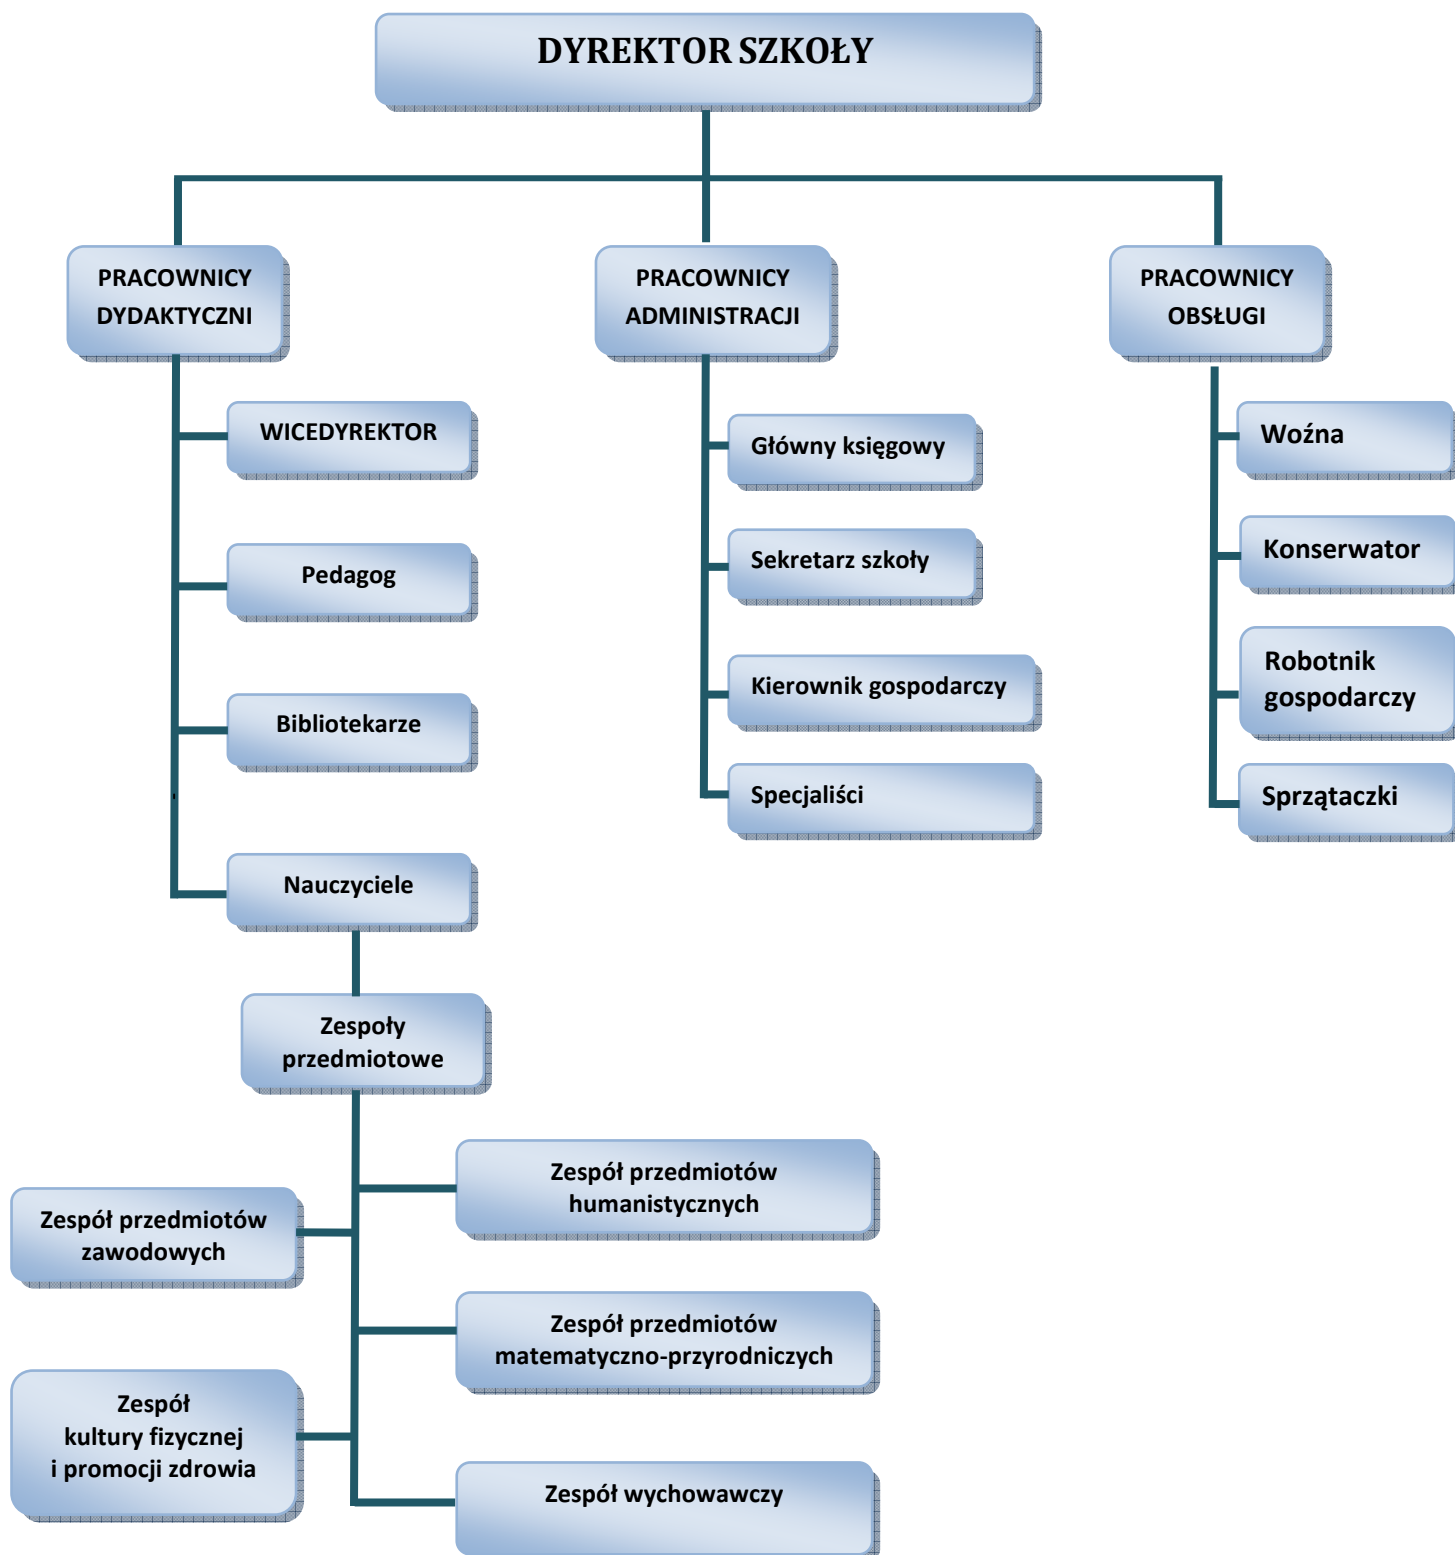 DYREKTOR SZKOŁY
PRACOWNICY
DYDAKTYCZNI
WICEDYREKTOR
Pedagog
Bibliotekarze
Nauczyciele
Zespoły
przedmiotowe
Zespół przedmiotów
zawodowych
Zespół
kultury fizycznej
i promocji zdrowia
Zespół przedmiotów
humanistycznych
Zespół przedmiotów
matematyczno-przyrodniczych
Zespół wychowawczy
PRACOWNICY
ADMINISTRACJI
Główny księgowy
Sekretarz szkoły
Kierownik gospodarczy
Specjaliści
PRACOWNICY
OBSŁUGI
Woźna
Konserwator
Robotnik
gospodarczy
Sprzątaczki